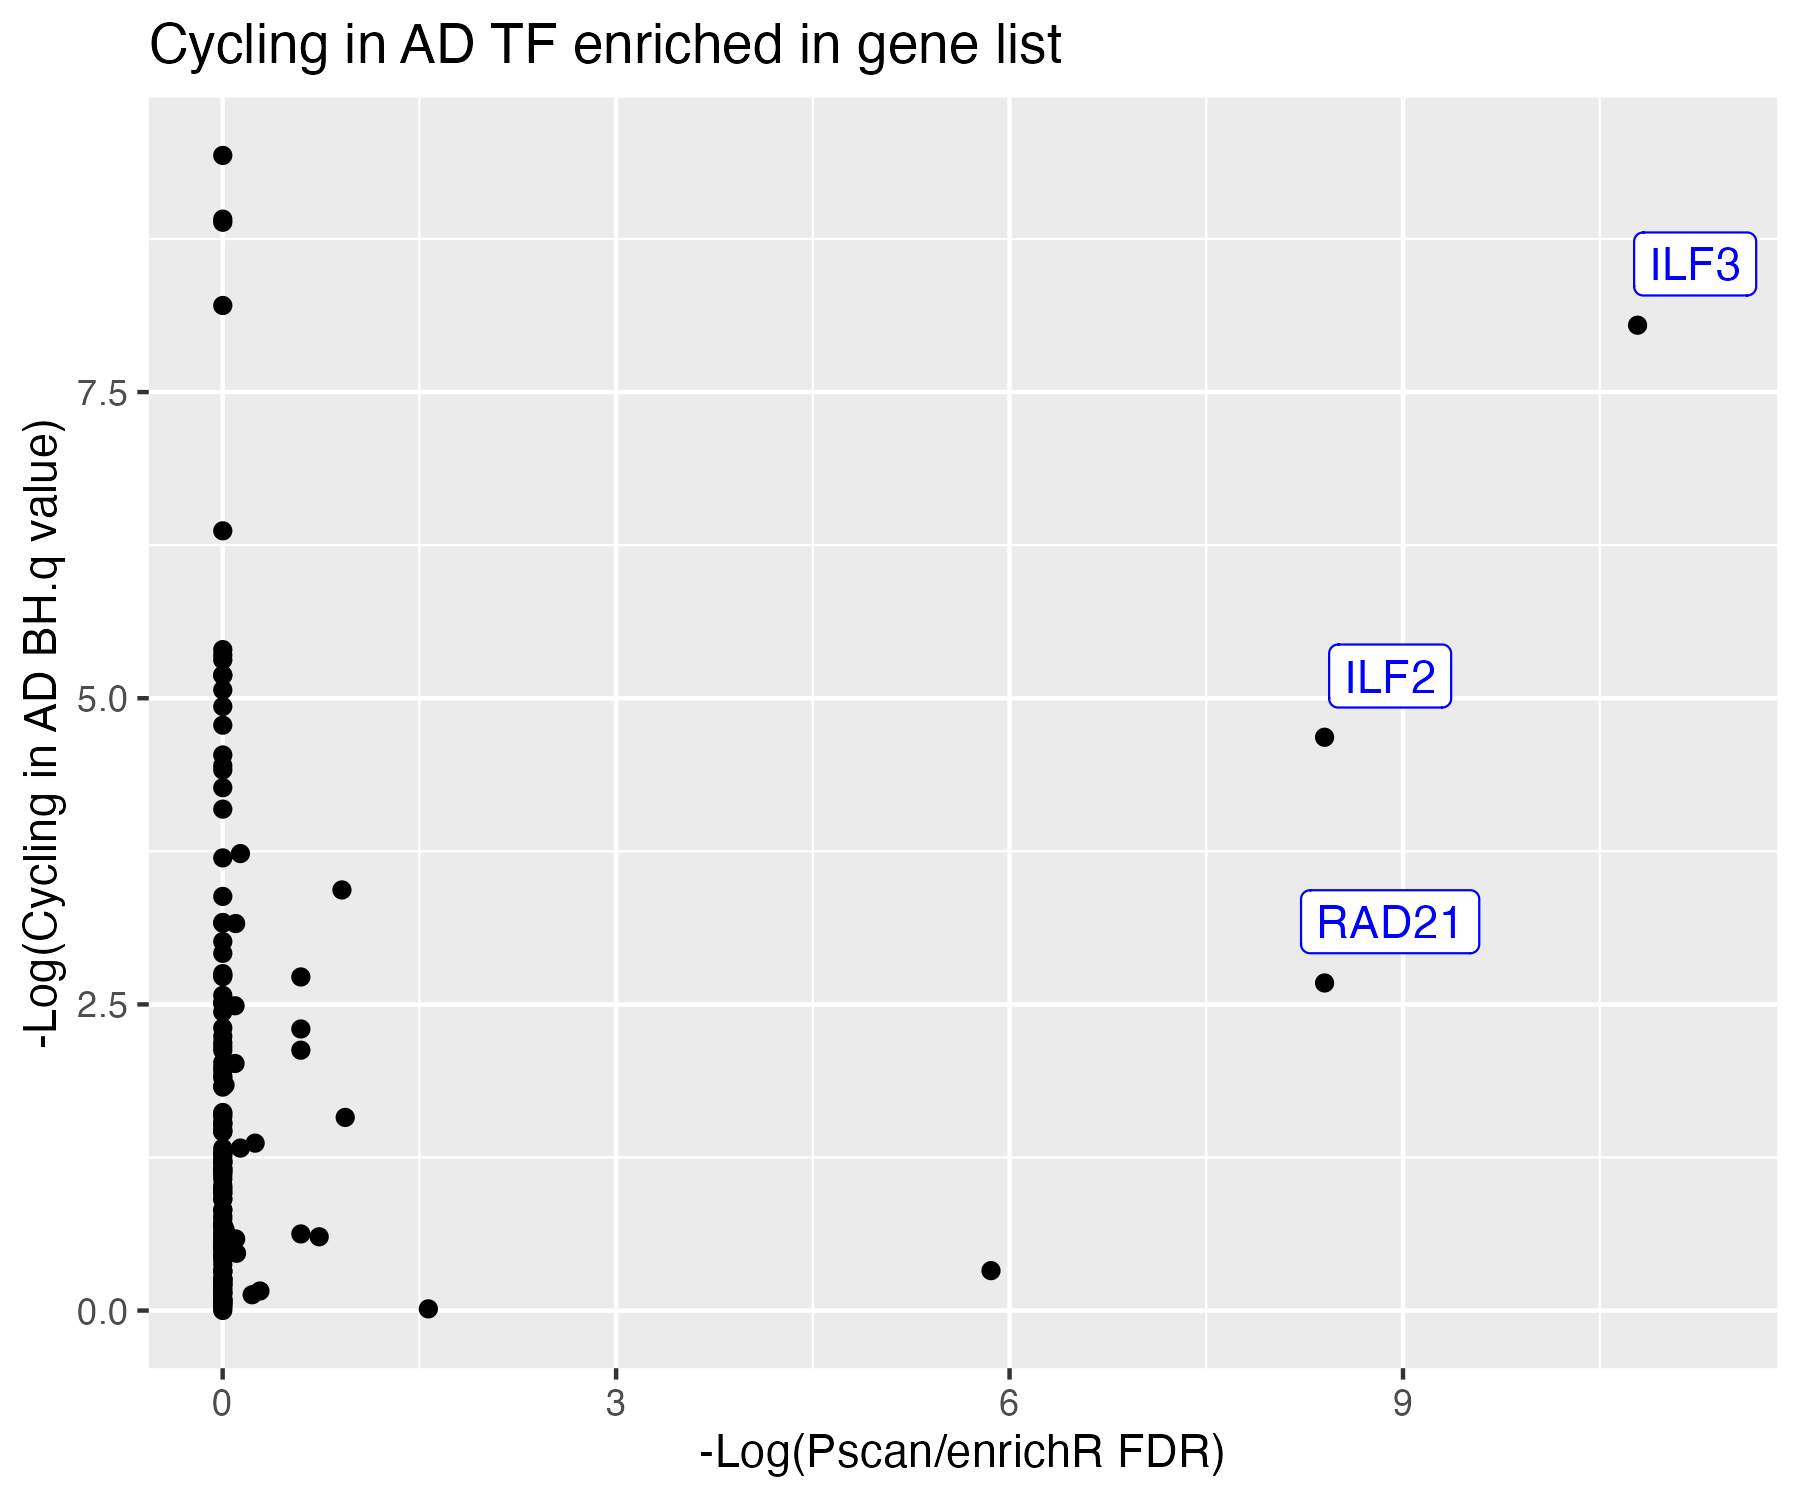 Cycling in AD TF enriched in gene list
ILF3
7.5
ILF2
5.0
RAD21
2.5
0.0
-Log(Cycling in AD BH.q value)
0 3 6 9
-Log(Pscan/enrichR FDR)